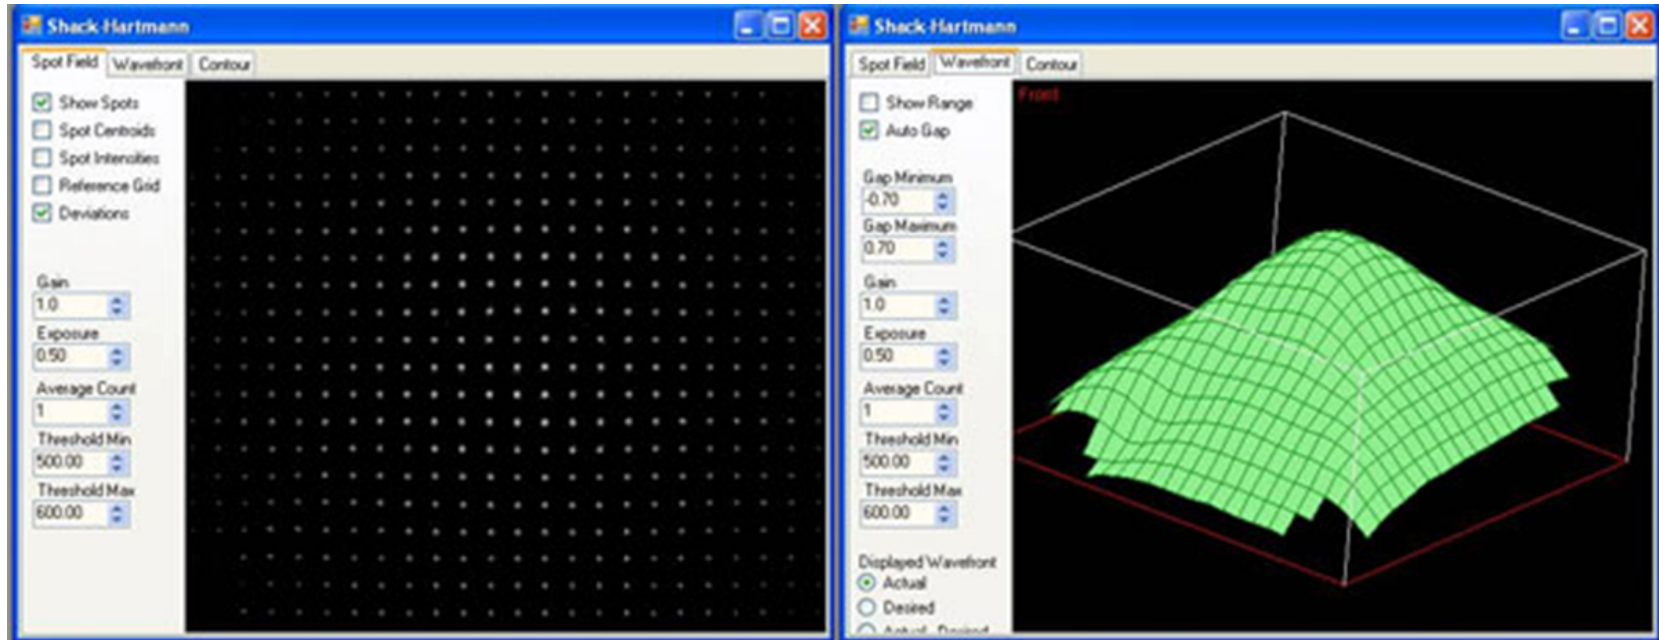 Shack-Hartmann
Spot Field Wavefront Contour
Show Spots
Spot Centroids
Spot Intensities
Reference Grid
Deviations
Gain
1.0
Exposure
0.50
Average Count
1
Threshold Min
500.00
Threshold Max
600.00
Shack-Hartmann
Spot Field Wavefront Contour
Front
Show Range
Auto Gap
Gap Minimum
-0.70
Gap Maximum
0.70
Gain
1.0
Exposure
0.50
Average Count
1
Threshold Min
500.00
Threshold Max
600.00
Displayed Wavefront
Actual
Desired
Actual - Desired